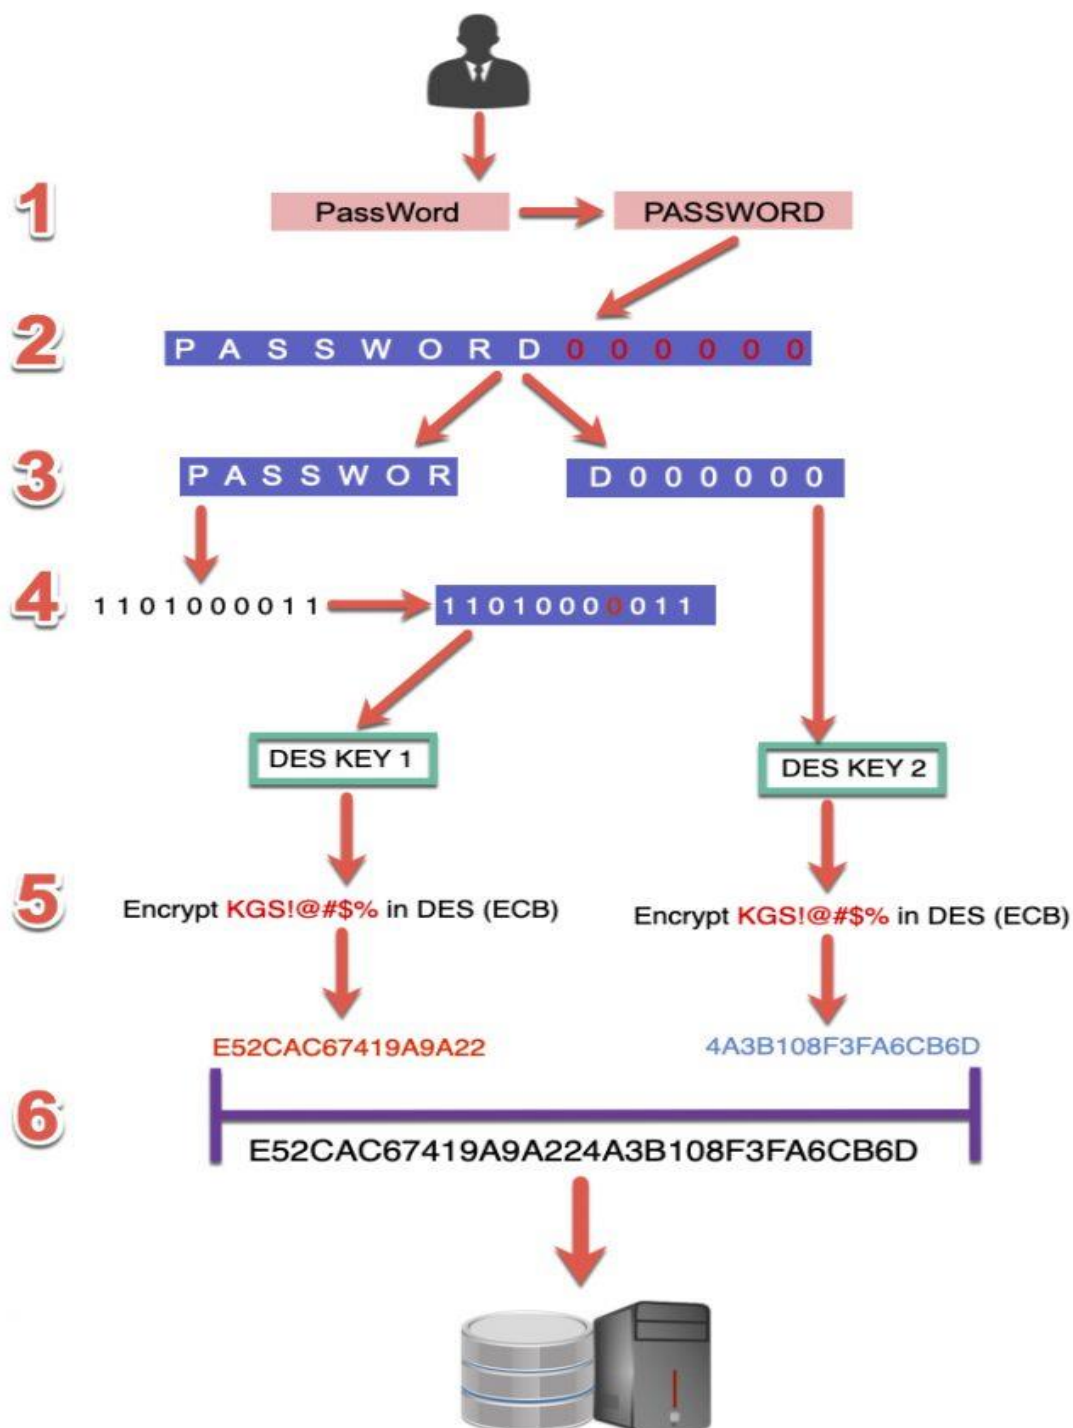 1
PassWord
PASSWORD
2
P A S S W O R D 0 0 0 0 0 0
3
P A S S W O R
D 0 0 0 0 0 0
4
1 1 0 1 0 0 0 0 1 1
1 1 0 1 0 0 0 0 0 1 1
DES KEY 1
DES KEY 2
5
Encrypt KGS!@#$% in DES (ECB)
Encrypt KGS!@#$% in DES (ECB)
E52CAC67419A9A22
4A3B108F3FA6CB6D
6
E52CAC67419A9A224A3B108F3FA6CB6D